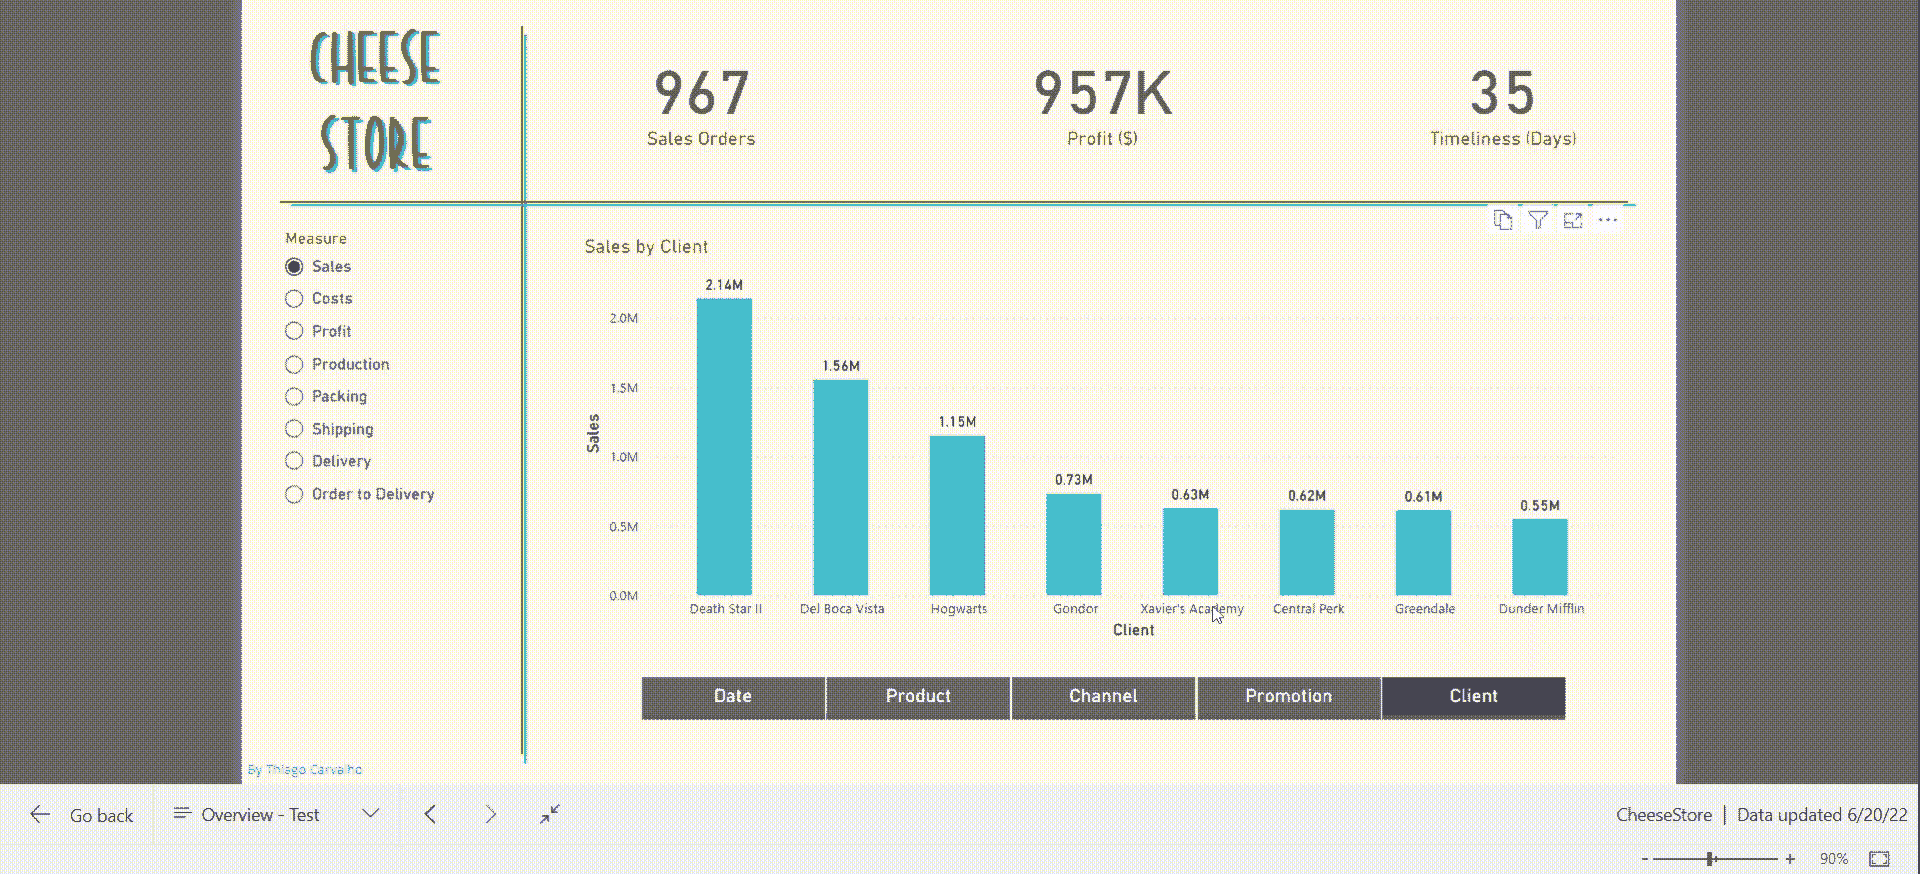 CHEESE
STORE
967
Sales Orders
957K
Profit ($)
35
Timeliness (Days)
Measure
Sales
Costs
Profit
Production
Packing
Shipping
Delivery
Order to Delivery
Sales by Client
2.14M
1.56M
1.15M
0.73M
0.63M
0.62M
0.61M
0.55M
2.0M
1.5M
1.0M
0.5M
0.0M
Sales
Death Star II
Del Boca Vista
Hogwarts
Gondor
Xavier's Academy
Central Perk
Greendale
Dunder Mifflin
Client
Date
Product
Channel
Promotion
Client
By Thiago Carvalho
Go back
Overview - Test
CheeseStore | Data updated 6/20/22
- + 90%